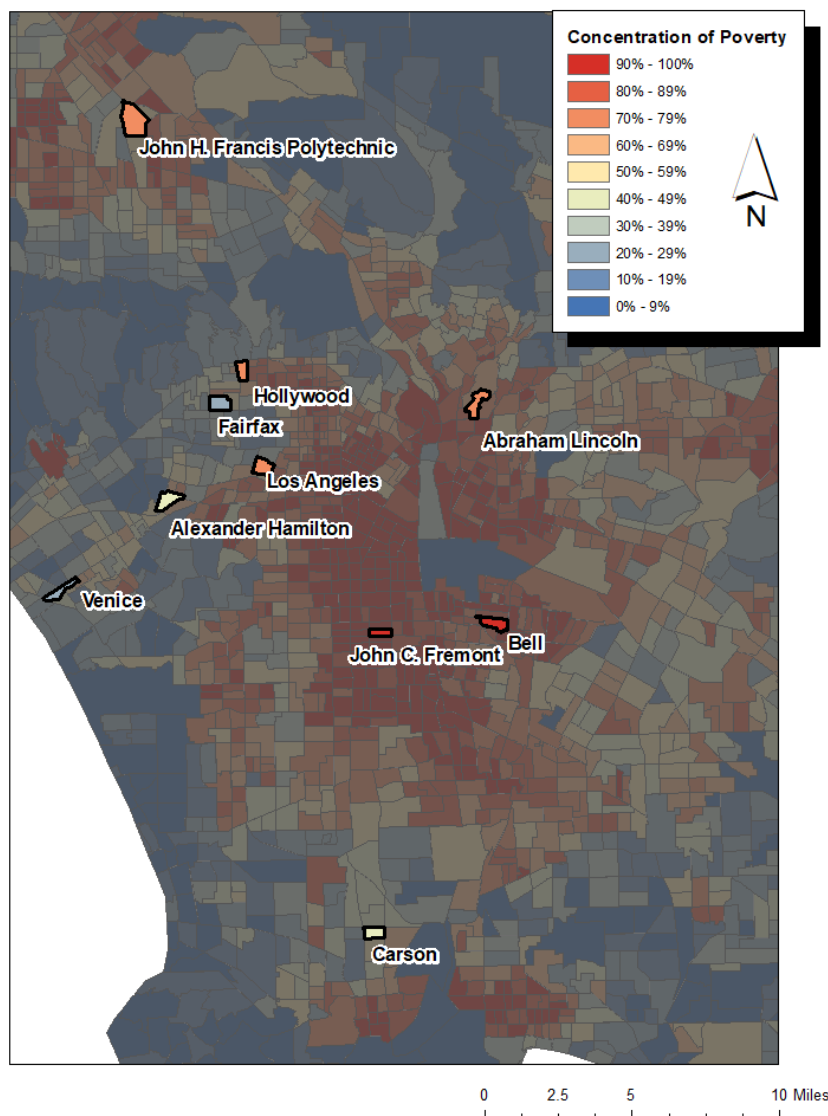 Concentration of Poverty
90% - 100%
80% - 89%
70% - 79%
60% - 69%
50% - 59%
40% - 49%
30% - 39%
20% - 29%
10% - 19%
0% - 9%
N
John H. Francis Polytechnic
Hollywood
Fairfax
Abraham Lincoln
Los Angeles
Alexander Hamilton
Venice
Bell
John C. Fremont
Carson
0 2.5 5 10 Miles